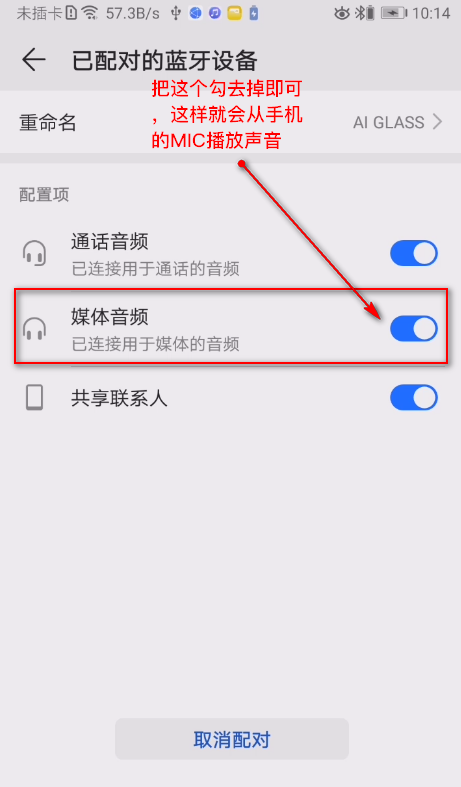 未插卡 57.3B/s 10:14
已配对的蓝牙设备
把这个勾去掉即可
，这样就会从手机
的MIC播放声音
重命名 AI GLASS
配置项
通话音频
已连接用于通话的音频
媒体音频
已连接用于媒体的音频
共享联系人
取消配对